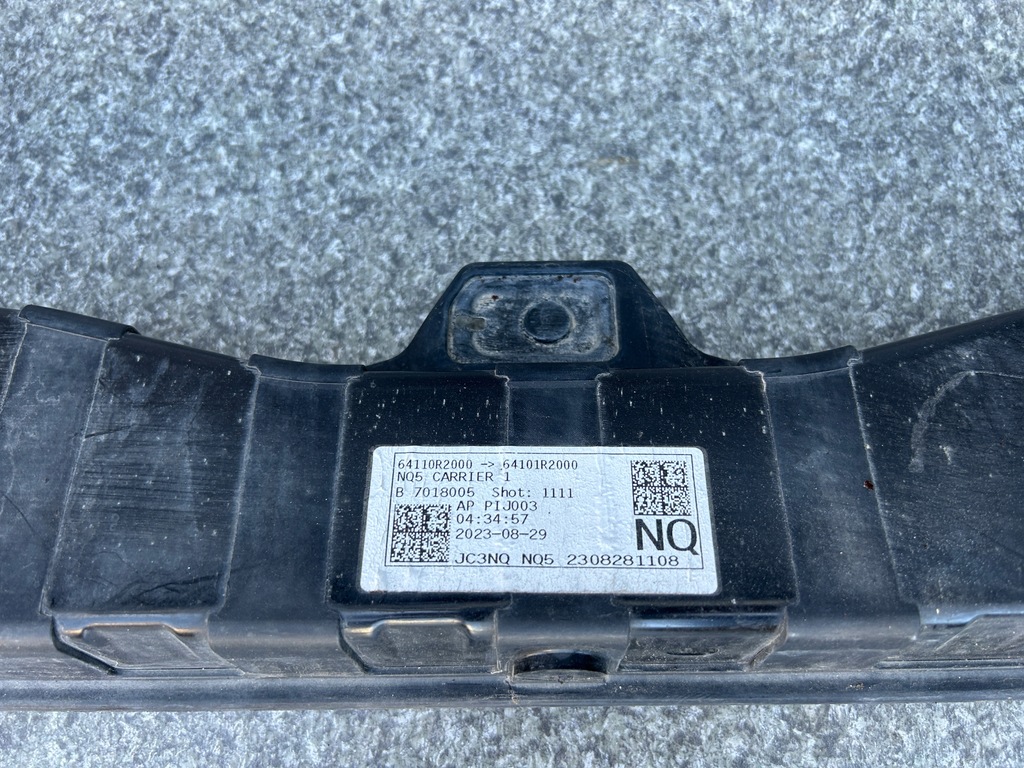 64110R2000 -> 64101R2000
NQ5 CARRIER 1
B 7018005 Shot: 1111
AP PIJ003
04:34:57
2023-08-29
NQ
JC3NQ NQ5 2308281108